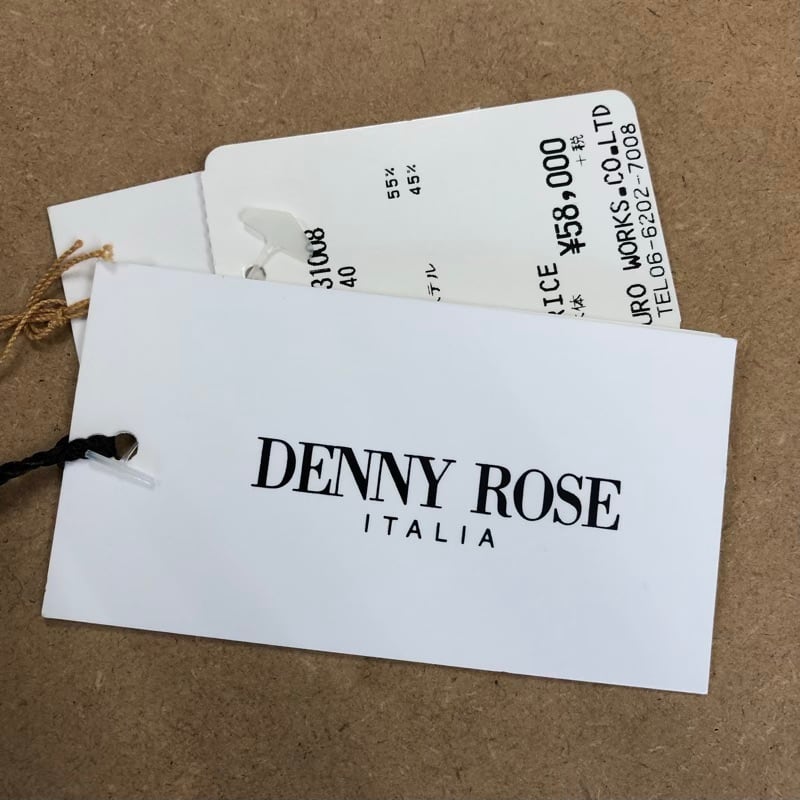 DENNY ROSE
ITALIA
31008
40
55%
45%
ステル
RICE ¥58,000
体 +税
URO WORKS.CO.LTD
TEL06-6202-7008